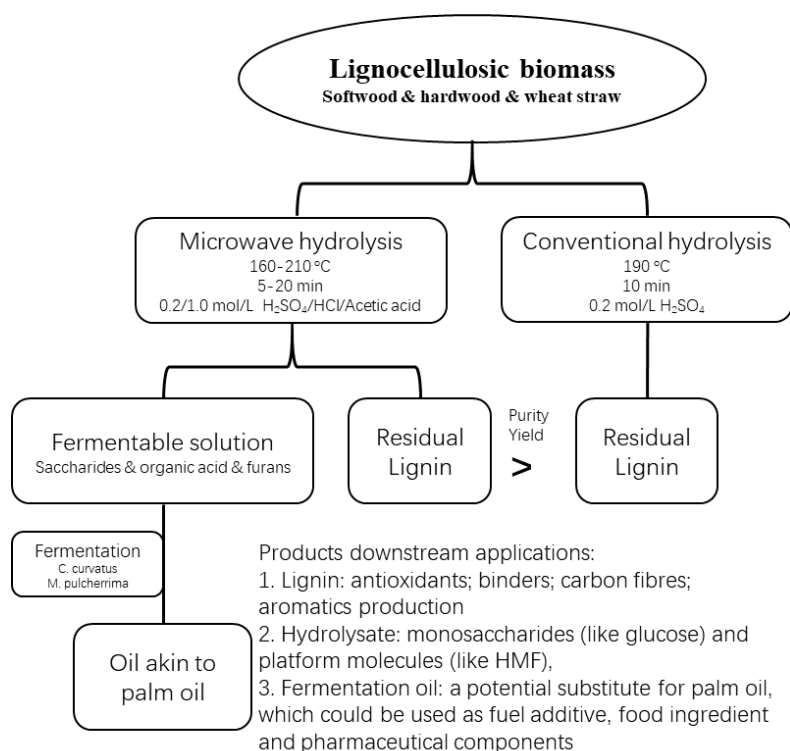 Lignocellulosic biomass
Softwood & hardwood & wheat straw
Microwave hydrolysis
160-210 °C
5-20 min
0.2/1.0 mol/L H₂SO₄/HCl/Acetic acid
Conventional hydrolysis
190 °C
10 min
0.2 mol/L H₂SO₄
Fermentable solution
Saccharides & organic acid & furans
Residual
Lignin
Purity
Yield
>
Residual
Lignin
Fermentation
C. curvatus
M. pulcherrima
Oil akin to
palm oil
Products downstream applications:
1. Lignin: antioxidants; binders; carbon fibres;
aromatics production
2. Hydrolysate: monosaccharides (like glucose) and
platform molecules (like HMF),
3. Fermentation oil: a potential substitute for palm oil,
which could be used as fuel additive, food ingredient
and pharmaceutical components